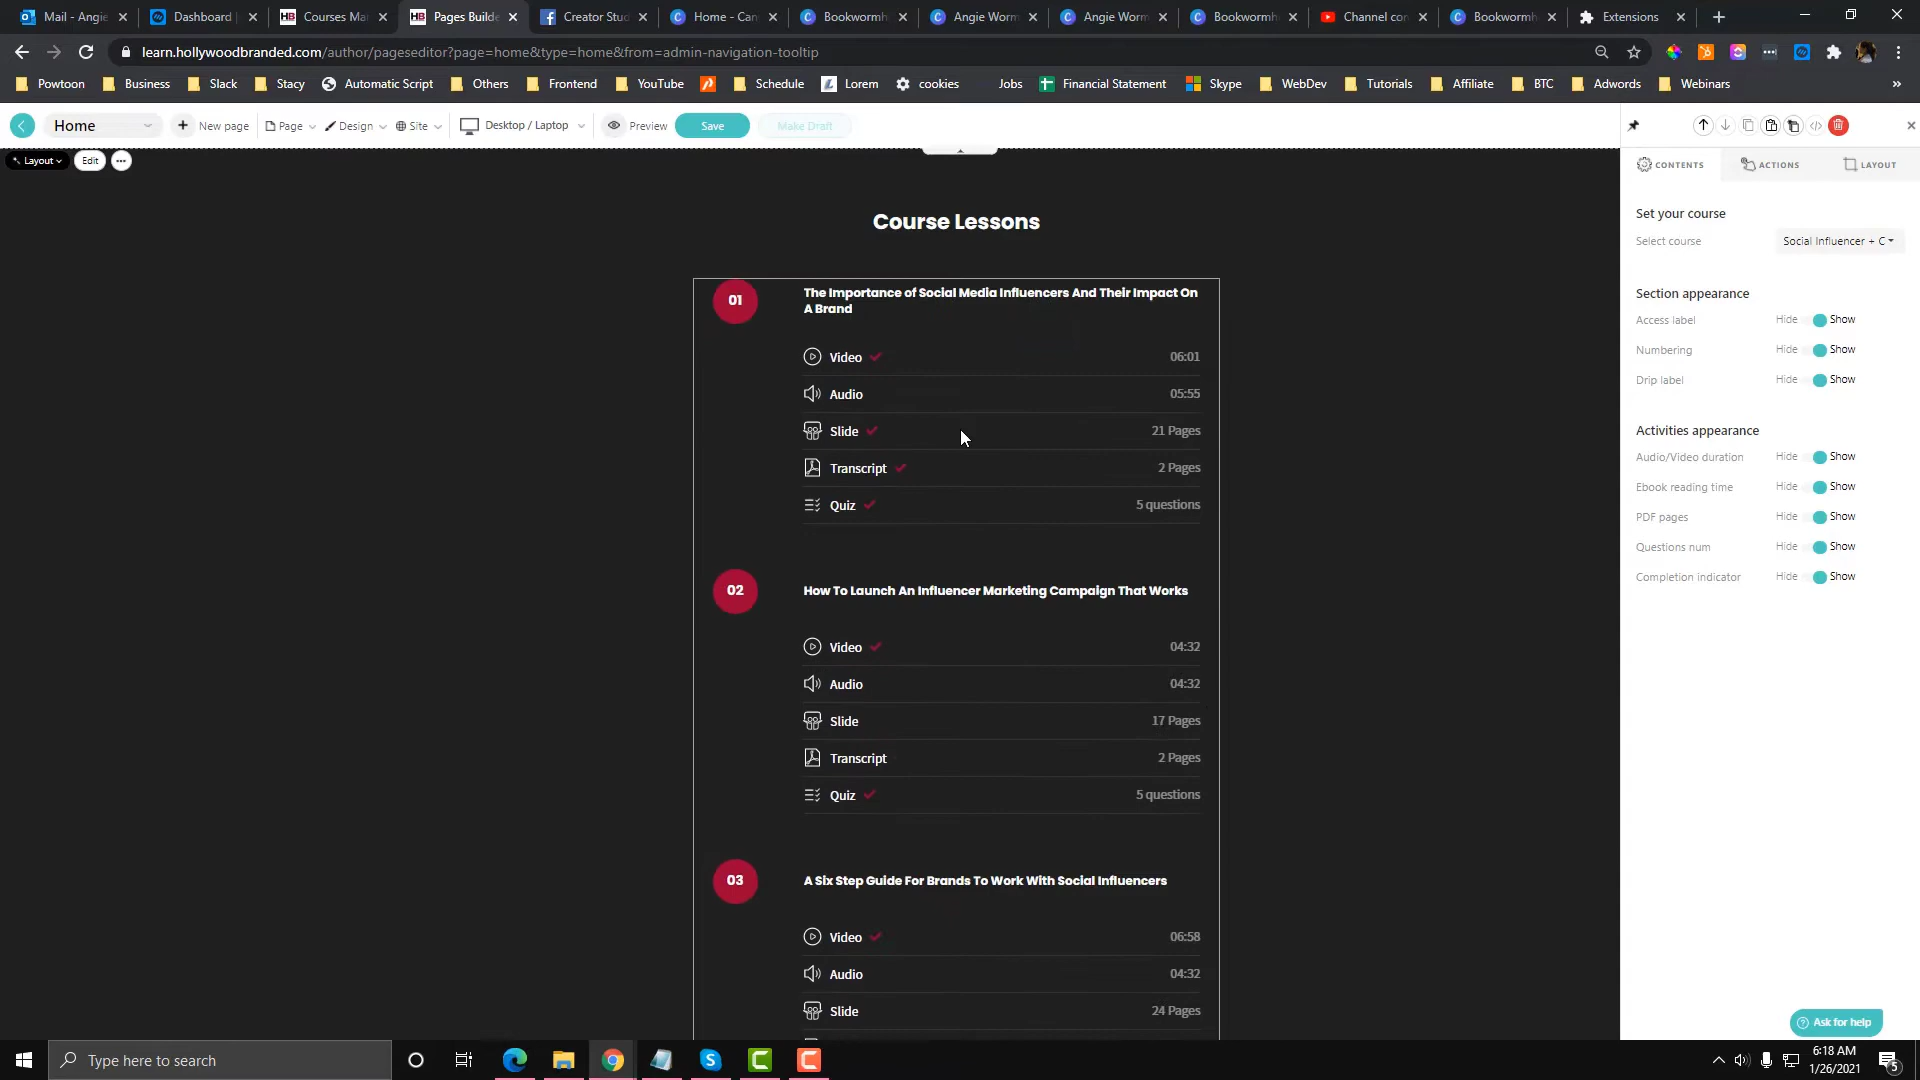 Mail - Angie
Dashboard |
Courses Ma
Pages Builde
Creator Stud
Home - Can
Bookwormh
Angie Worm
Angie Worm
Bookwormh
Channel con
Bookwormh
Extensions
learn.hollywoodbranded.com/author/pageseditor?page=home&type=home&from=admin-navigation-tooltip
Powtoon
Business
Slack
Stacy
Automatic Script
Others
Frontend
YouTube
Schedule
Lorem
cookies
Jobs
Financial Statement
Skype
WebDev
Tutorials
Affiliate
BTC
Adwords
Webinars
»
Home
New page
Page
Design
Site
Desktop / Laptop
Preview
Save
Make Draft
Layout
Edit
Course Lessons
01
The Importance of Social Media Influencers And Their Impact On
A Brand
Video 06:01
Audio 05:55
Slide 21 Pages
Transcript 2 Pages
Quiz 5 questions
02
How To Launch An Influencer Marketing Campaign That Works
Video 04:32
Audio 04:32
Slide 17 Pages
Transcript 2 Pages
Quiz 5 questions
03
A Six Step Guide For Brands To Work With Social Influencers
Video 06:58
Audio 04:32
Slide 24 Pages
CONTENTS
ACTIONS
LAYOUT
Set your course
Select course Social Influencer + C
Section appearance
Access label Hide Show
Numbering Hide Show
Drip label Hide Show
Activities appearance
Audio/Video duration Hide Show
Ebook reading time Hide Show
PDF pages Hide Show
Questions num Hide Show
Completion indicator Hide Show
Ask for help
Type here to search
6:18 AM
1/26/2021
5